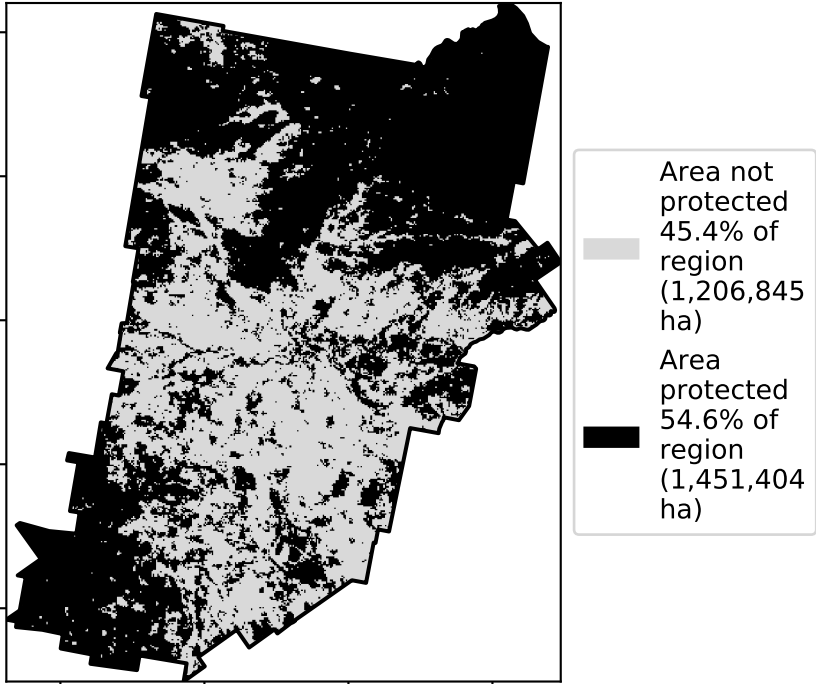 Area not
protected
45.4% of
region
(1,206,845
ha)
Area
protected
54.6% of
region
(1,451,404
ha)